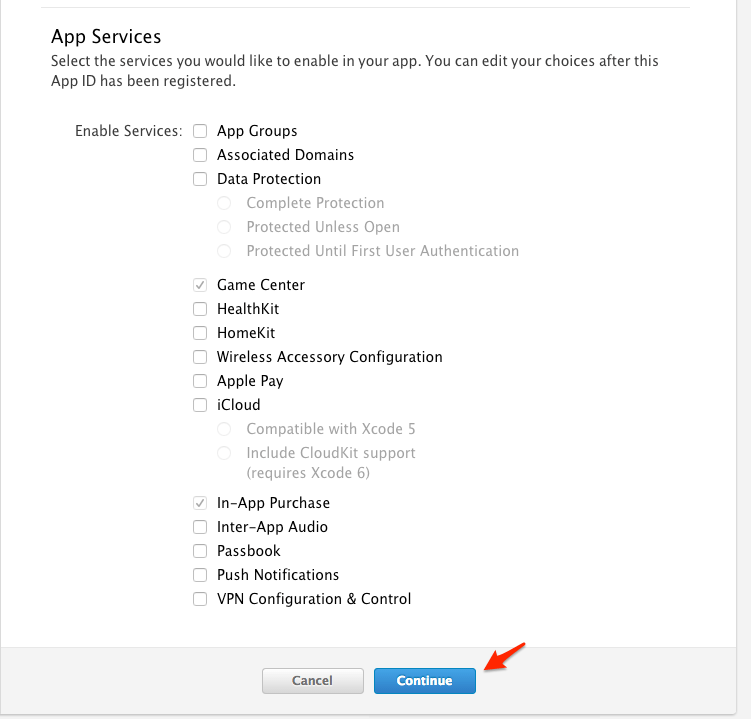 App Services
Select the services you would like to enable in your app. You can edit your choices after this
App ID has been registered.
Enable Services:
App Groups
Associated Domains
Data Protection
Complete Protection
Protected Unless Open
Protected Until First User Authentication
Game Center
HealthKit
HomeKit
Wireless Accessory Configuration
Apple Pay
iCloud
Compatible with Xcode 5
Include CloudKit support
(requires Xcode 6)
In-App Purchase
Inter-App Audio
Passbook
Push Notifications
VPN Configuration & Control
Cancel
Continue